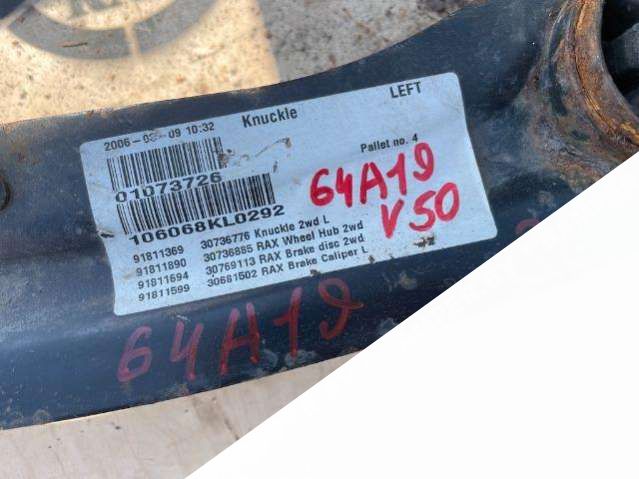 2006-03-09 10:32 Knuckle LEFT
01073726 Pallet no. 4
106068KL0292
64A19
V50
91811369 30736776 Knuckle 2wd L
91811890 30736885 RAX Wheel Hub 2wd
91811694 30769113 RAX Brake disc 2wd
91811599 30681502 RAX Brake Caliper L
64A19